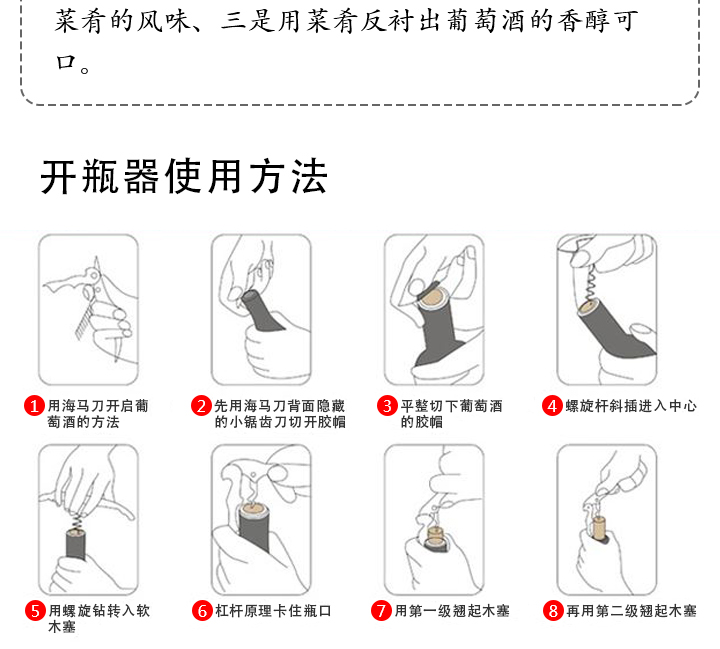 菜肴的风味、三是用菜肴反衬出葡萄酒的香醇可
口。
开瓶器使用方法
1 用海马刀开启葡
萄酒的方法
2 先用海马刀背面隐藏
的小锯齿刀切开胶帽
3 平整切下葡萄酒
的胶帽
4 螺旋杆斜插进入中心
5 用螺旋钻转入软
木塞
6 杠杆原理卡住瓶口
7 用第一级翘起木塞
8 再用第二级翘起木塞